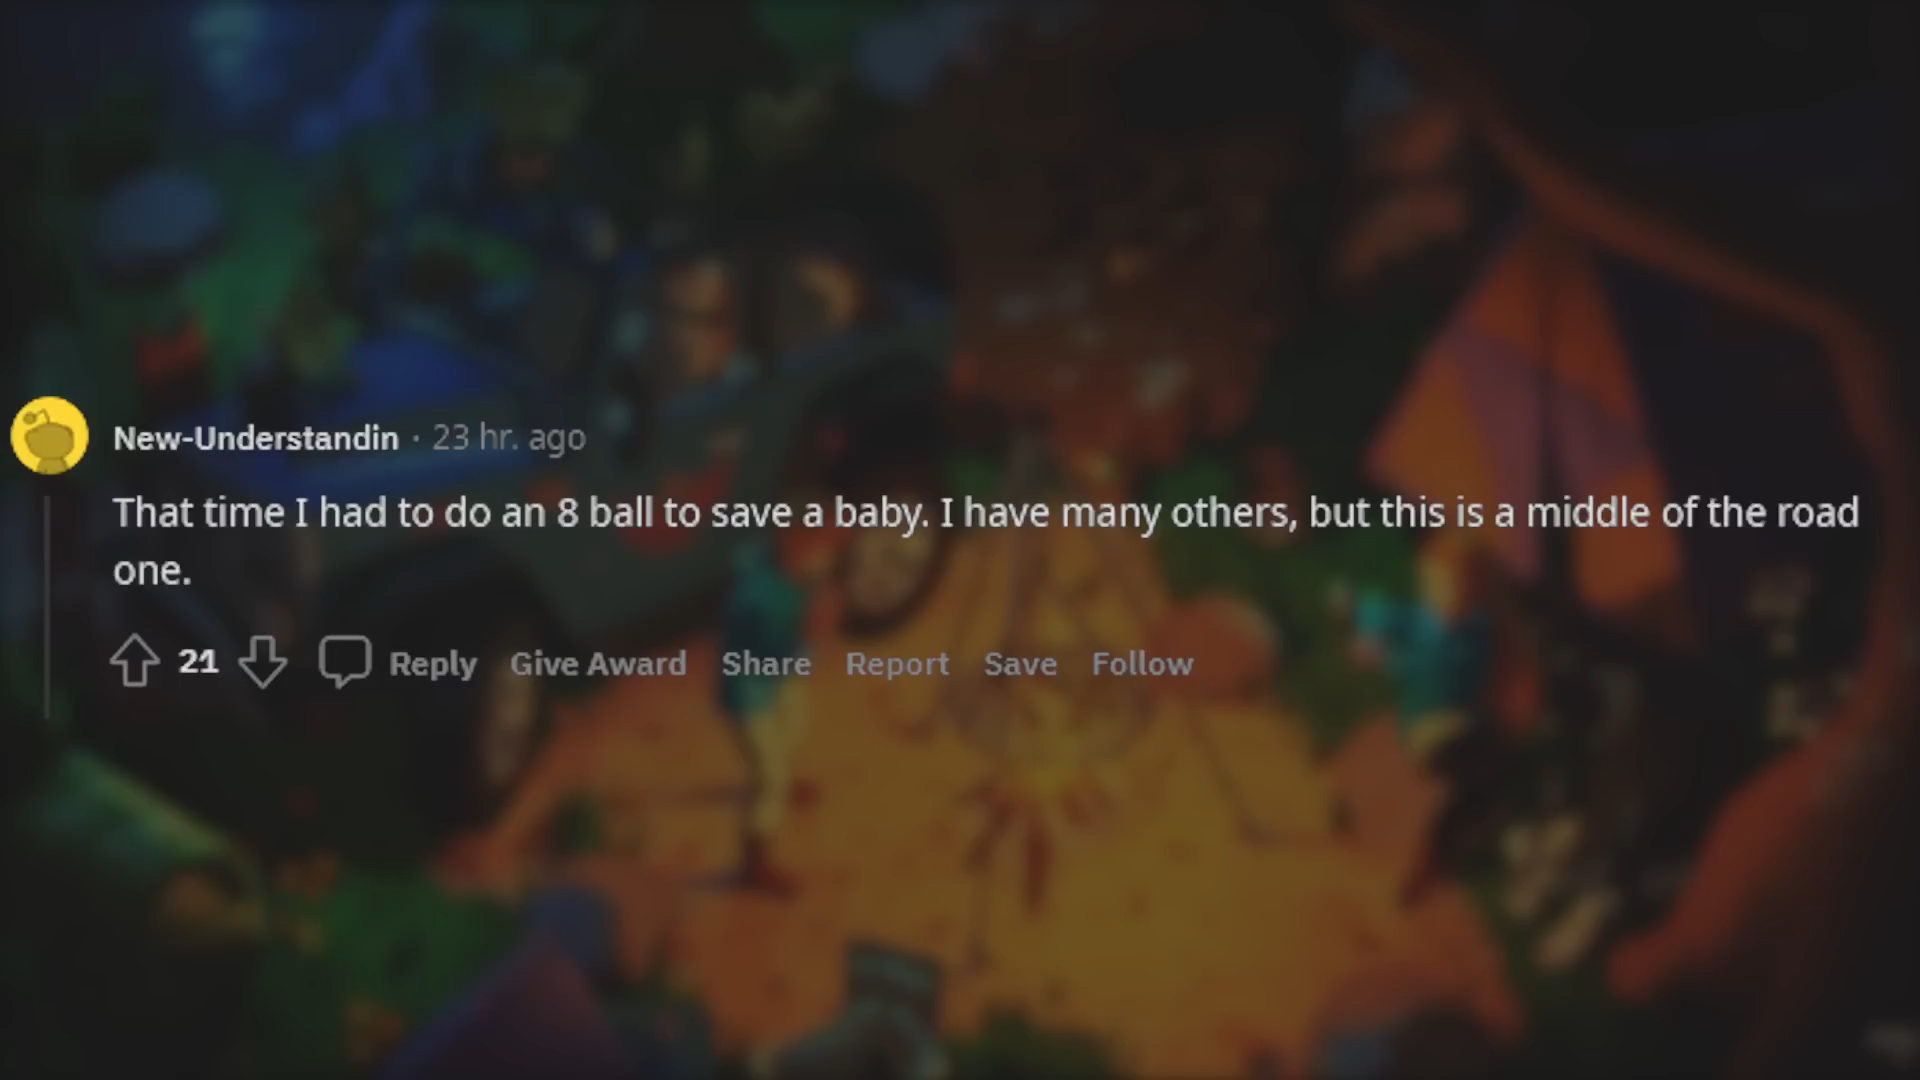 New-Understandin · 23 hr. ago
That time I had to do an 8 ball to save a baby. I have many others, but this is a middle of the road
one.
21 Reply Give Award Share Report Save Follow